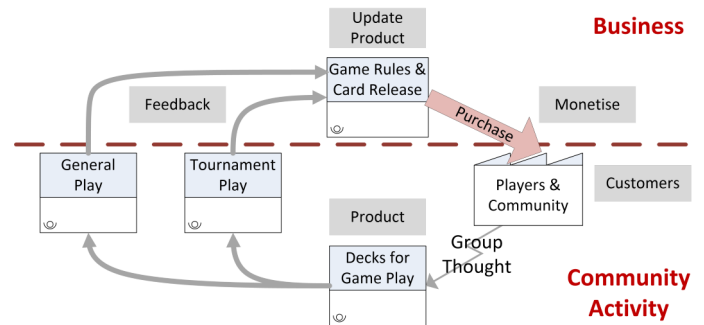 Update
Product
Business
Game Rules &
Card Release
Feedback
Purchase
Monetise
General
Play
Tournament
Play
Players &
Community
Customers
Product
Group
Thought
Decks for
Game Play
Community
Activity